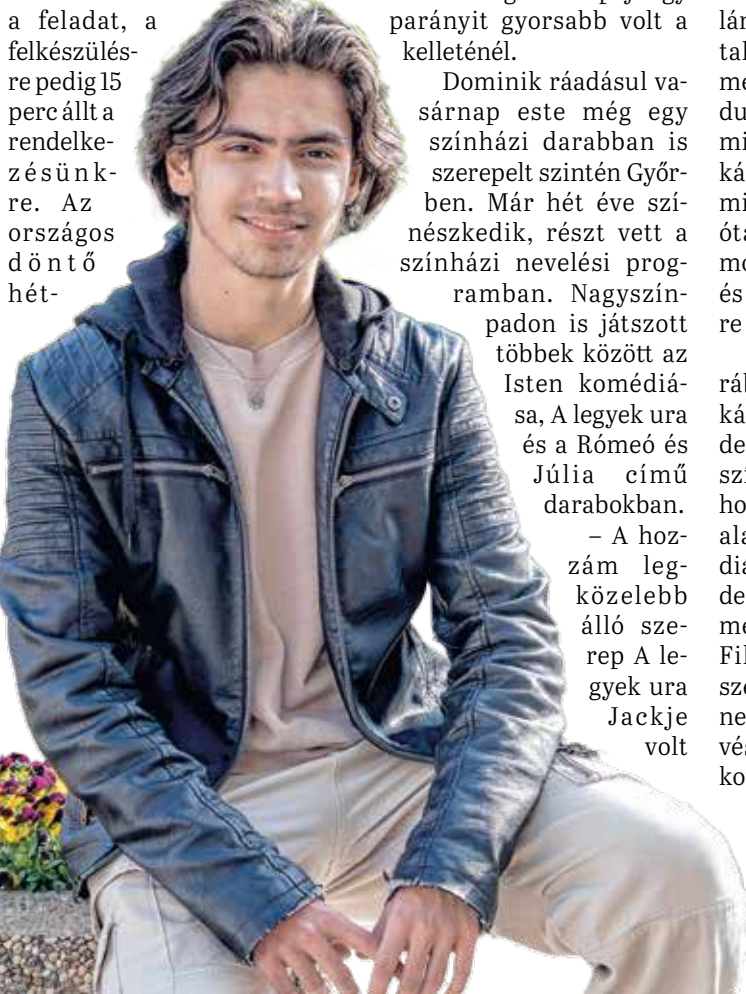 a feladat, a
felkészülés-
re pedig 15
perc állt a
rendelke-
zésünk-
re. Az
országos
döntő
hét-
parányit gyorsabb volt a
kelleténél.
Dominik ráadásul va-
sárnap este még egy
színházi darabban is
szerepelt szintén Győr-
ben. Már hét éve szí-
nészkedik, részt vett a
színházi nevelési prog-
ramban. Nagyszín-
padon is játszott
többek között az
Isten komédiá-
sa, A legyek ura
és a Rómeó és
Júlia című
darabokban.
– A hoz-
zám leg-
közelebb
álló sze-
rep A le-
gyek ura
Jackje
volt